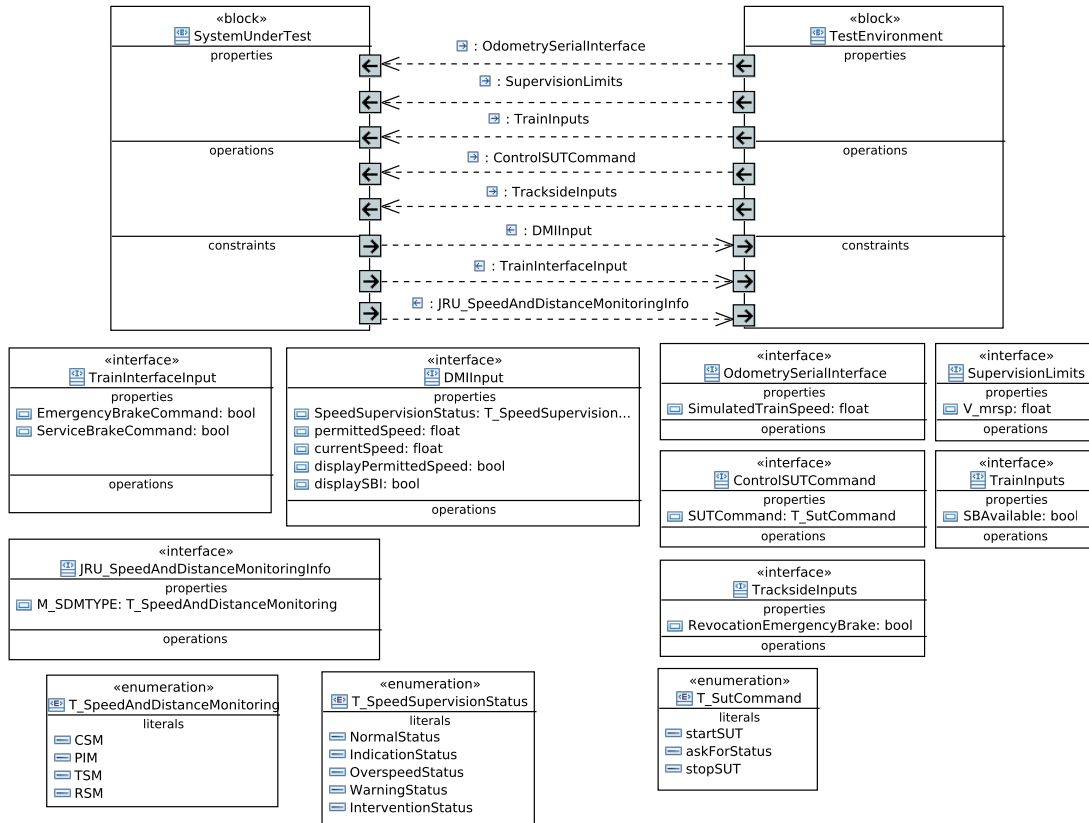 «block»
SystemUnderTest
properties
operations
constraints
«block»
TestEnvironment
properties
operations
constraints
: OdometrySerialInterface
: SupervisionLimits
: TrainInputs
: ControlSUTCommand
: TracksideInputs
: DMIInput
: TrainInterfaceInput
: JRU_SpeedAndDistanceMonitoringInfo
«interface»
TrainInterfaceInput
properties
EmergencyBrakeCommand: bool
ServiceBrakeCommand: bool
operations
«interface»
DMIInput
properties
SpeedSupervisionStatus: T_SpeedSupervision...
permittedSpeed: float
currentSpeed: float
displayPermittedSpeed: bool
displaySBI: bool
operations
«interface»
OdometrySerialInterface
properties
SimulatedTrainSpeed: float
operations
«interface»
SupervisionLimits
properties
V_mrsp: float
operations
«interface»
ControlSUTCommand
properties
SUTCommand: T_SutCommand
operations
«interface»
TrainInputs
properties
SBAvailable: bool
operations
«interface»
JRU_SpeedAndDistanceMonitoringInfo
properties
M_SDMTYPE: T_SpeedAndDistanceMonitoring
operations
«interface»
TracksideInputs
properties
RevocationEmergencyBrake: bool
operations
«enumeration»
T_SpeedAndDistanceMonitoring
literals
CSM
PIM
TSM
RSM
«enumeration»
T_SpeedSupervisionStatus
literals
NormalStatus
IndicationStatus
OverspeedStatus
WarningStatus
InterventionStatus
«enumeration»
T_SutCommand
literals
startSUT
askForStatus
stopSUT